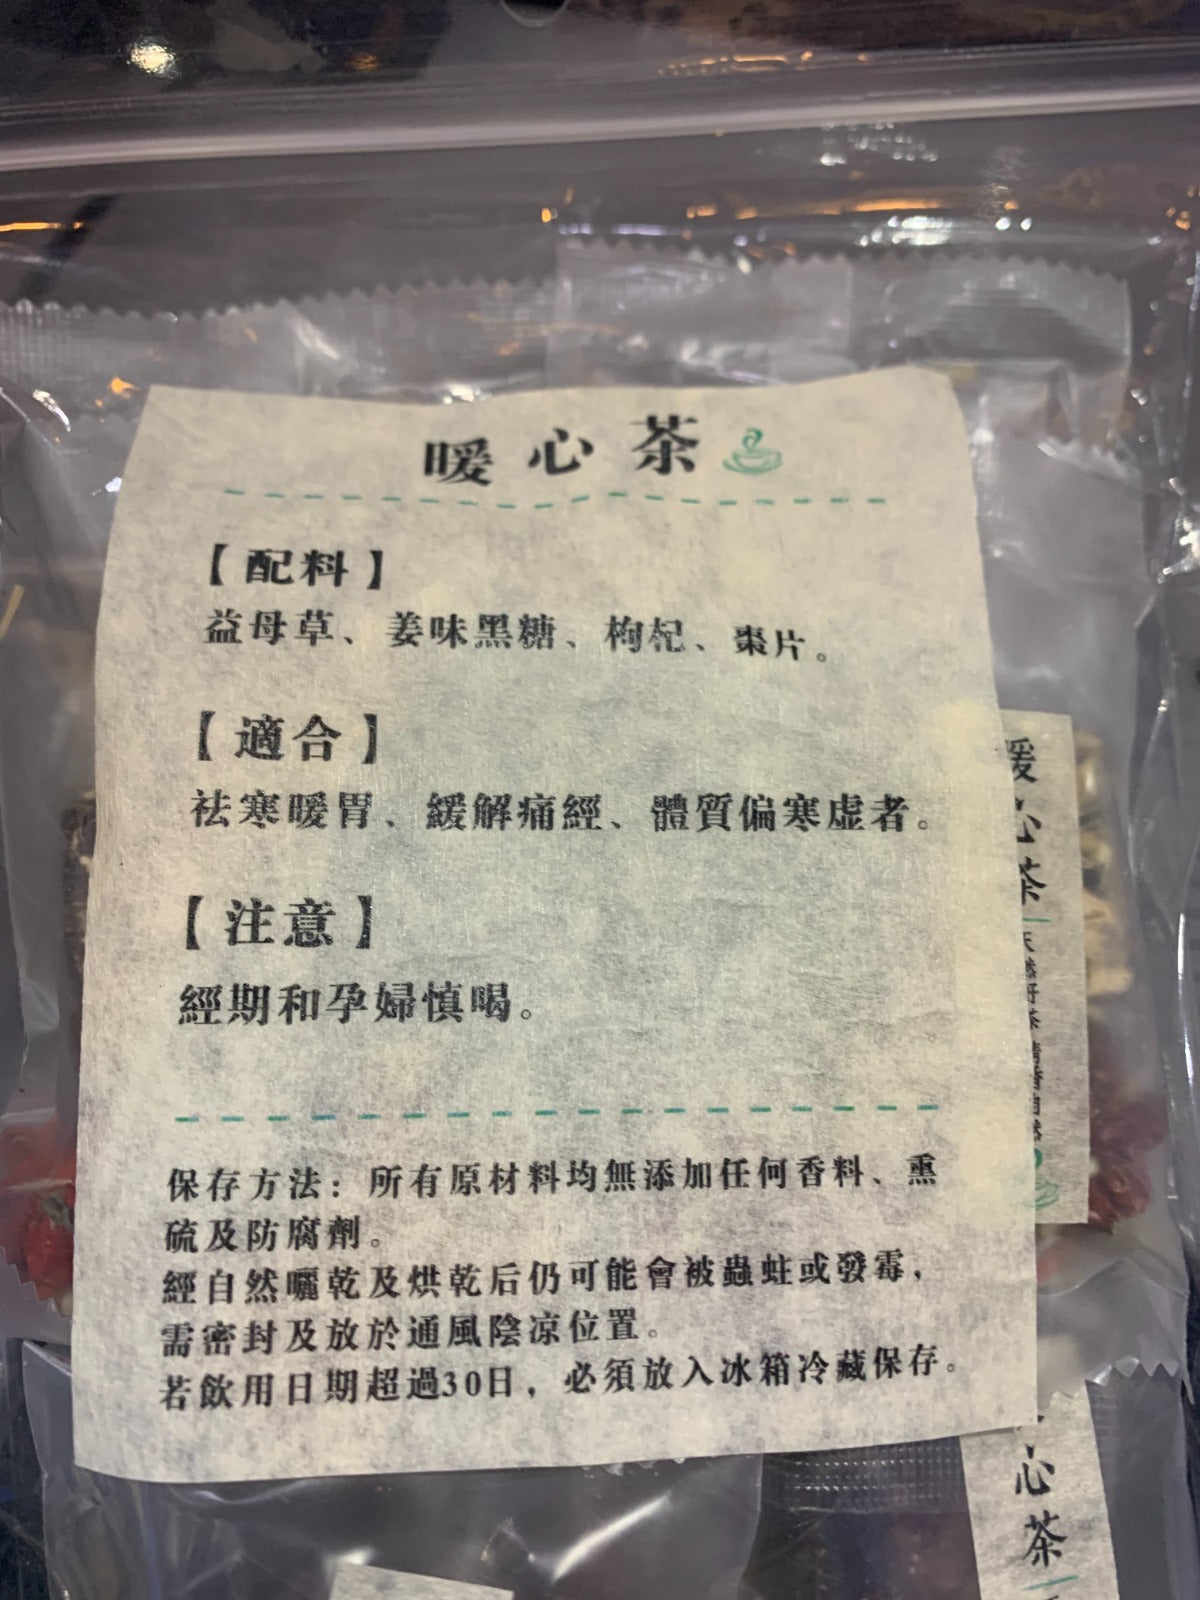 暖心茶
【配料】
益母草、姜味黑糖、枸杞、棗片。
【適合】
祛寒暖胃、緩解痛經、體質偏寒虛者。
【注意】
經期和孕婦慎喝。
保存方法：所有原材料均無添加任何香料、熏
硫及防腐劑。
經自然曬乾及烘乾后仍可能會被蟲蛀或發霉，
需密封及放於通風陰凉位置。
若飲用日期超過30日，必須放入冰箱冷藏保存。
暖心茶
心茶